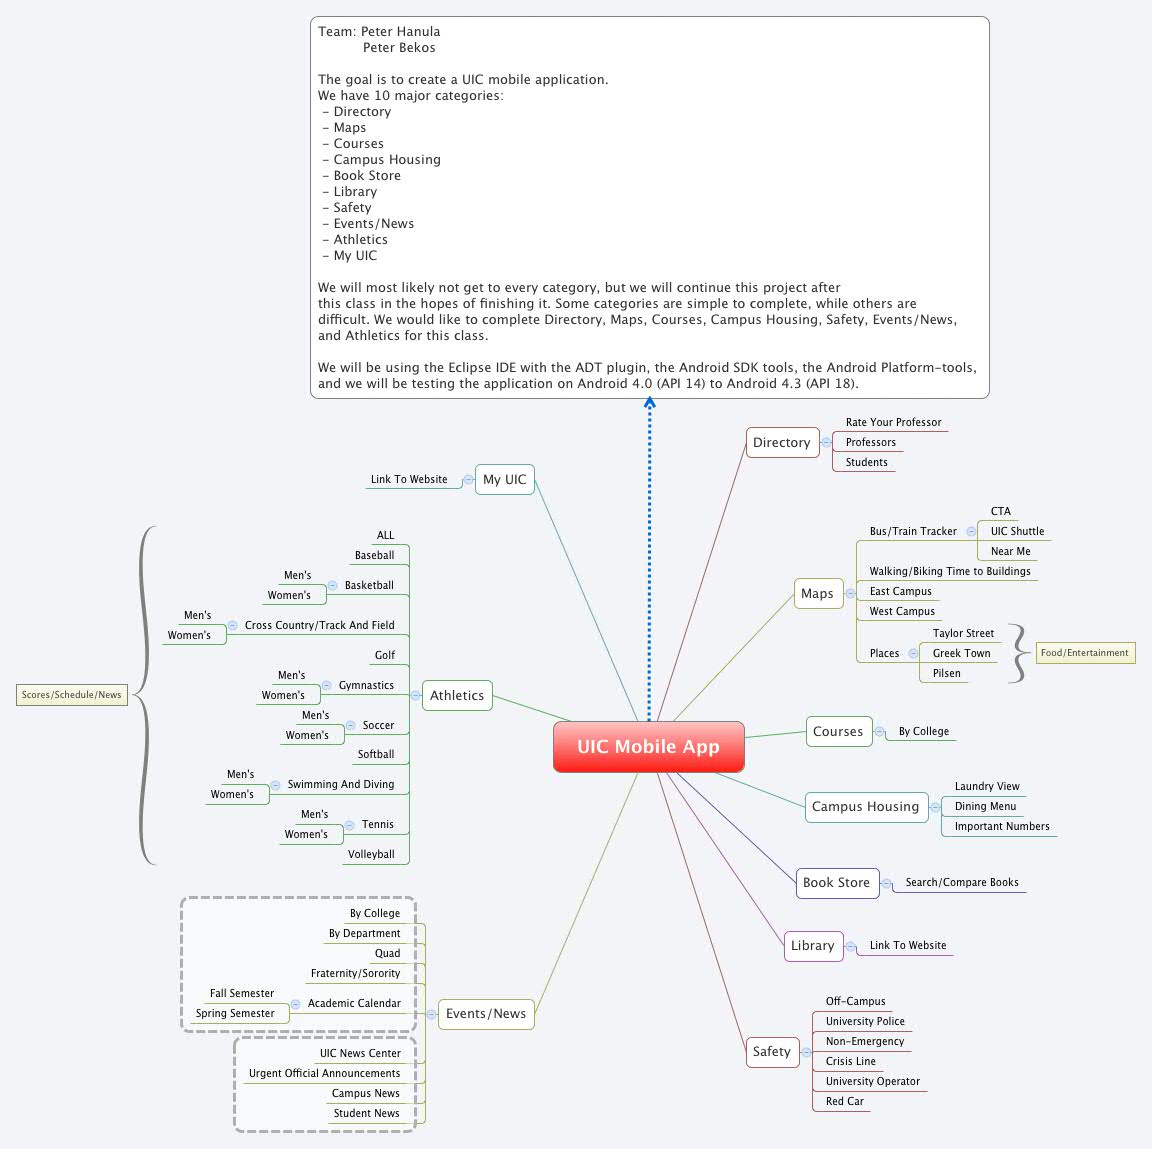 Team: Peter Hanula
Peter Bekos
The goal is to create a UIC mobile application.
We have 10 major categories:
- Directory
- Maps
- Courses
- Campus Housing
- Book Store
- Library
- Safety
- Events/News
- Athletics
- My UIC
We will most likely not get to every category, but we will continue this project after
this class in the hopes of finishing it. Some categories are simple to complete, while others are
difficult. We would like to complete Directory, Maps, Courses, Campus Housing, Safety, Events/News,
and Athletics for this class.
We will be using the Eclipse IDE with the ADT plugin, the Android SDK tools, the Android Platform-tools,
and we will be testing the application on Android 4.0 (API 14) to Android 4.3 (API 18).
UIC Mobile App
Directory
Rate Your Professor
Professors
Students
Maps
Bus/Train Tracker
CTA
UIC Shuttle
Near Me
Walking/Biking Time to Buildings
East Campus
West Campus
Places
Taylor Street
Greek Town
Pilsen
Food/Entertainment
Courses
By College
Campus Housing
Laundry View
Dining Menu
Important Numbers
Book Store
Search/Compare Books
Library
Link To Website
Safety
Off-Campus
University Police
Non-Emergency
Crisis Line
University Operator
Red Car
My UIC
Link To Website
Athletics
ALL
Baseball
Basketball
Men's
Women's
Cross Country/Track And Field
Men's
Women's
Golf
Gymnastics
Men's
Women's
Soccer
Men's
Women's
Softball
Swimming And Diving
Men's
Women's
Tennis
Men's
Women's
Volleyball
Scores/Schedule/News
Events/News
By College
By Department
Quad
Fraternity/Sorority
Academic Calendar
Fall Semester
Spring Semester
UIC News Center
Urgent Official Announcements
Campus News
Student News